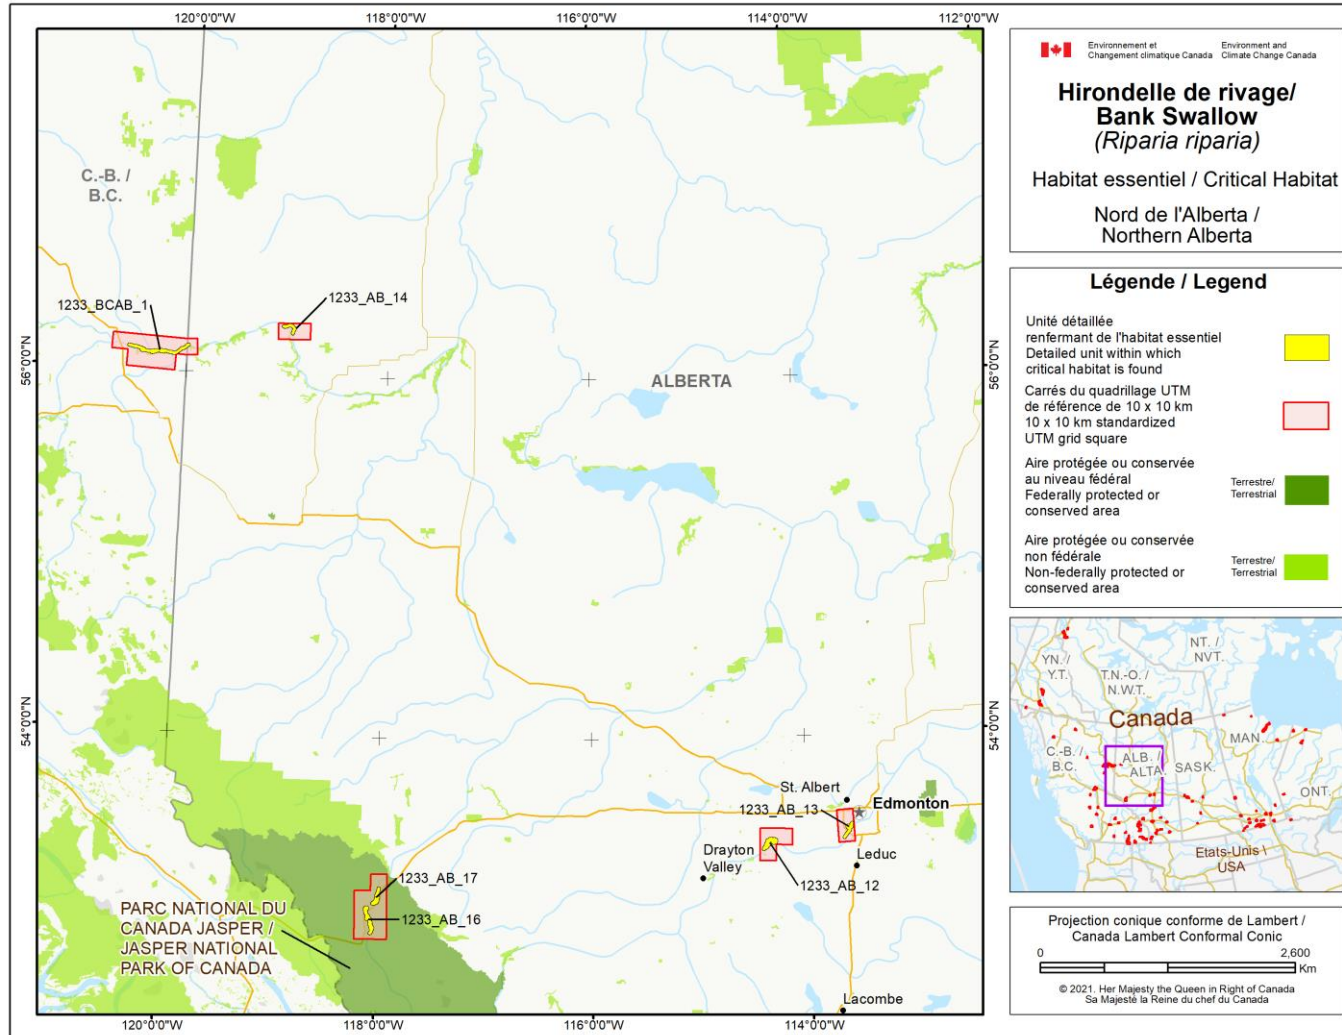 120°0'0"W
118°0'0"W
116°0'0"W
114°0'0"W
112°0'0"W
C.-B. /
B.C.
1233_BCAB_1
1233_AB_14
56°0'0"N
56°0'0"N
ALBERTA
54°0'0"N
54°0'0"N
St. Albert
1233_AB_13
Edmonton
Drayton
Valley
Leduc
1233_AB_12
1233_AB_17
1233_AB_16
PARC NATIONAL DU
CANADA JASPER /
JASPER NATIONAL
PARK OF CANADA
Lacombe
120°0'0"W
118°0'0"W
116°0'0"W
114°0'0"W
Environnement et
Changement climatique Canada
Environment and
Climate Change Canada
Hirondelle de rivage/
Bank Swallow
(Riparia riparia)
Habitat essentiel / Critical Habitat
Nord de l'Alberta /
Northern Alberta
Légende / Legend
Unité détaillée
renfermant de l'habitat essentiel
Detailed unit within which
critical habitat is found
Carrés du quadrillage UTM
de référence de 10 x 10 km
10 x 10 km standardized
UTM grid square
Aire protégée ou conservée
au niveau fédéral
Federally protected or
conserved area
Terrestre/
Terrestrial
Aire protégée ou conservée
non fédérale
Non-federally protected or
conserved area
Terrestre/
Terrestrial
YN. /
Y.T.
NT. /
NVT.
T.N.-O. /
N.W.T.
Canada
C.-B. /
B.C.
ALB. /
ALTA.
SASK.
MAN.
ONT.
Etats-Unis \
USA
Projection conique conforme de Lambert /
Canada Lambert Conformal Conic
0
2,600
Km
© 2021. Her Majesty the Queen in Right of Canada
Sa Majesté la Reine du chef du Canada